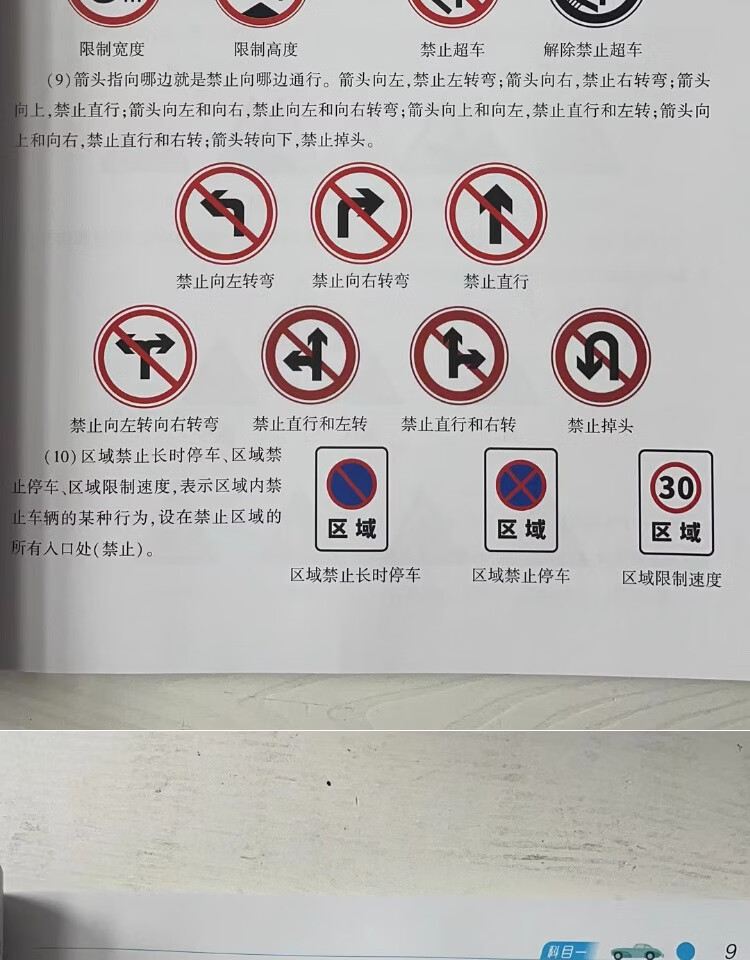 限制宽度 限制高度 禁止超车 解除禁止超车
(9)箭头指向哪边就是禁止向哪边通行。箭头向左,禁止左转弯;箭头向右,禁止右转弯;箭头
向上,禁止直行;箭头向左和向右,禁止向左和向右转弯;箭头向上和向左,禁止直行和左转;箭头向
上和向右,禁止直行和右转;箭头转向下,禁止掉头。
禁止向左转弯 禁止向右转弯 禁止直行
禁止向左转向右转弯 禁止直行和左转 禁止直行和右转 禁止掉头
(10)区域禁止长时停车、区域禁
止停车、区域限制速度,表示区域内禁
止车辆的某种行为,设在禁止区域的
所有入口处(禁止)。
区域
区域
30
区域
区域禁止长时停车 区域禁止停车 区域限制速度
科目一 9